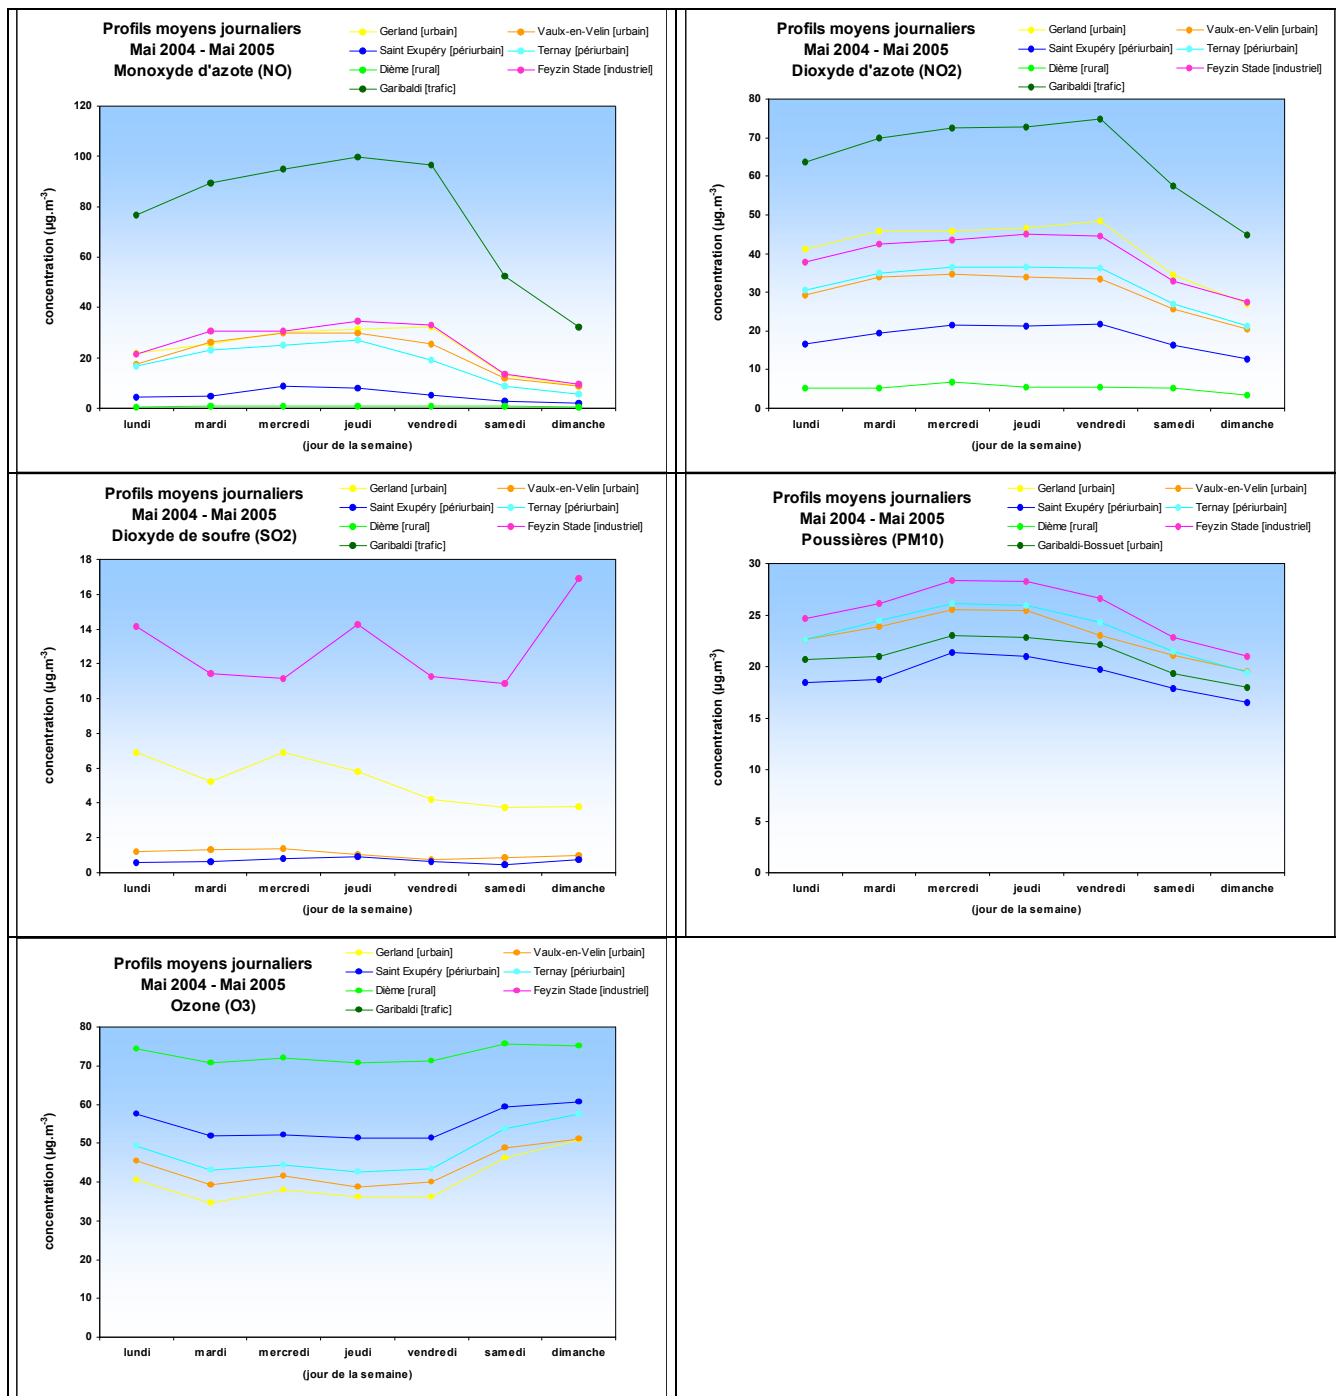 Profils moyens journaliers
Mai 2004 - Mai 2005
Monoxyde d'azote (NO)
Gerland [urbain] Vaulx-en-Velin [urbain]
Saint Exupéry [périurbain] Ternay [périurbain]
Dième [rural] Feyzin Stade [industriel]
Garibaldi [trafic]
concentration (µg.m-3)
120
100
80
60
40
20
0
lundi mardi mercredi jeudi vendredi samedi dimanche
(jour de la semaine)
Profils moyens journaliers
Mai 2004 - Mai 2005
Dioxyde d'azote (NO2)
Gerland [urbain] Vaulx-en-Velin [urbain]
Saint Exupéry [périurbain] Ternay [périurbain]
Dième [rural] Feyzin Stade [industriel]
Garibaldi [trafic]
concentration (µg.m-3)
80
70
60
50
40
30
20
10
0
lundi mardi mercredi jeudi vendredi samedi dimanche
(jour de la semaine)
Profils moyens journaliers
Mai 2004 - Mai 2005
Dioxyde de soufre (SO2)
Gerland [urbain] Vaulx-en-Velin [urbain]
Saint Exupéry [périurbain] Ternay [périurbain]
Dième [rural] Feyzin Stade [industriel]
Garibaldi [trafic]
concentration (µg.m-3)
18
16
14
12
10
8
6
4
2
0
lundi mardi mercredi jeudi vendredi samedi dimanche
(jour de la semaine)
Profils moyens journaliers
Mai 2004 - Mai 2005
Poussières (PM10)
Gerland [urbain] Vaulx-en-Velin [urbain]
Saint Exupéry [périurbain] Ternay [périurbain]
Dième [rural] Feyzin Stade [industriel]
Garibaldi-Bossuet [urbain]
concentration (µg.m-3)
30
25
20
15
10
5
0
lundi mardi mercredi jeudi vendredi samedi dimanche
(jour de la semaine)
Profils moyens journaliers
Mai 2004 - Mai 2005
Ozone (O3)
Gerland [urbain] Vaulx-en-Velin [urbain]
Saint Exupéry [périurbain] Ternay [périurbain]
Dième [rural] Feyzin Stade [industriel]
Garibaldi [trafic]
concentration (µg.m-3)
80
70
60
50
40
30
20
10
0
lundi mardi mercredi jeudi vendredi samedi dimanche
(jour de la semaine)